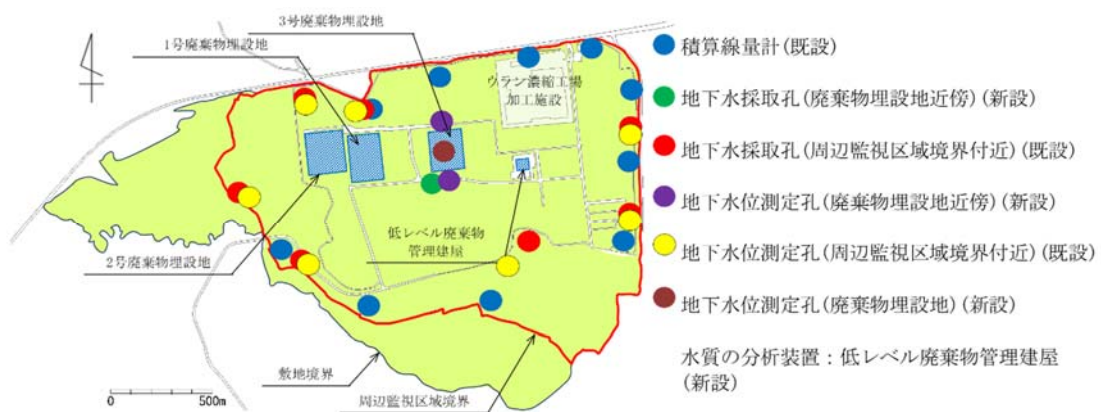 3号廃棄物埋設地
1号廃棄物埋設地
ウラン濃縮工場
加工施設
低レベル廃棄物
管理建屋
2号廃棄物埋設地
敷地境界
周辺監視区域境界
0 500m
積算線量計(既設)
地下水採取孔(廃棄物埋設地近傍)(新設)
地下水採取孔(周辺監視区域境界付近)(既設)
地下水位測定孔(廃棄物埋設地近傍)(新設)
地下水位測定孔(周辺監視区域境界付近)(既設)
地下水位測定孔(廃棄物埋設地)(新設)
水質の分析装置：低レベル廃棄物管理建屋
(新設)